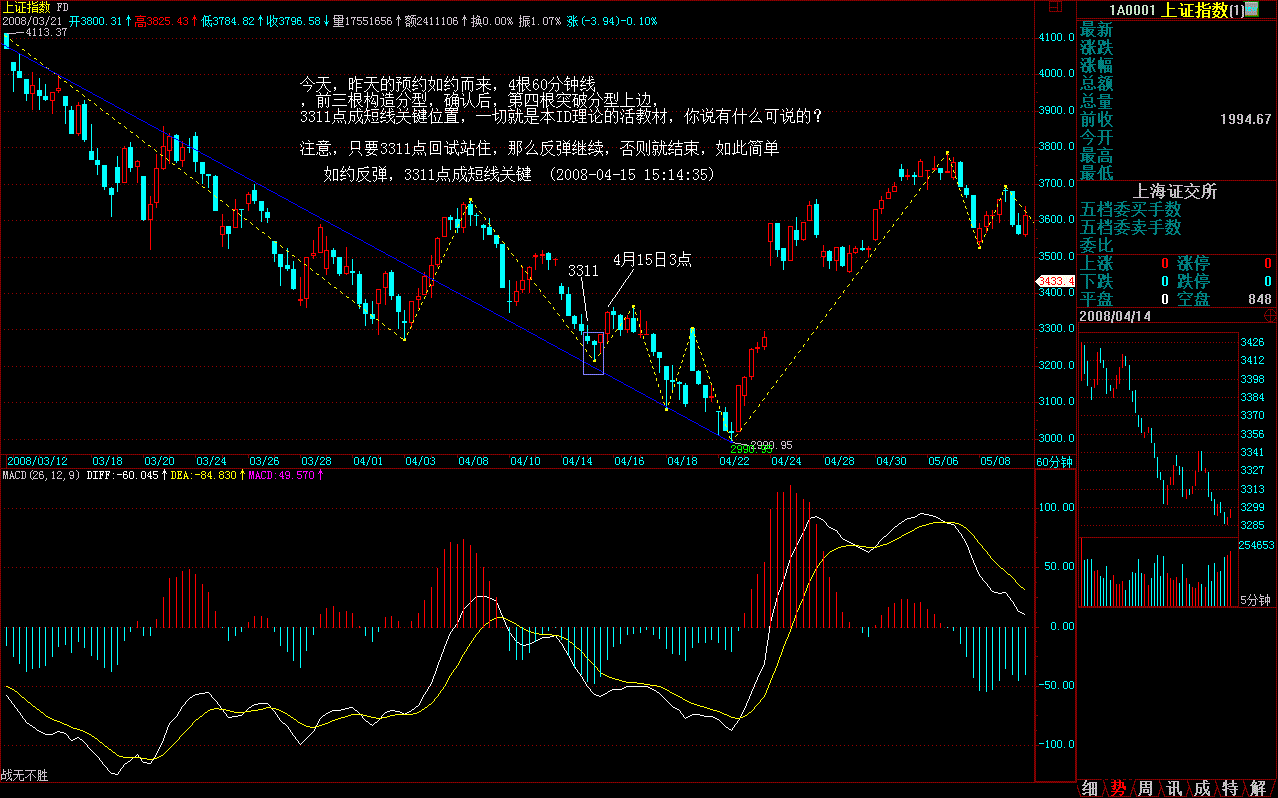 上证指数 FD
2008/03/21 开3800.31↑高3825.43↑低3784.82↑收3796.58↓量17551656↑额2411106↑换0.00% 振1.07% 涨(-3.94)-0.10%
4113.37
今天，昨天的预约如约而来，4根60分钟线
，前三根构造分型，确认后，第四根突破分型上边，
3311点成短线关键位置，一切就是本ID理论的活教材，你说有什么可说的？
注意，只要3311点回试站住，那么反弹继续，否则就结束，如此简单
如约反弹，3311点成短线关键 （2008-04-15 15:14:35）
3311
4月15日3点
2990.95
4100.0
4000.0
3900.0
3800.0
3700.0
3600.0
3500.0
3433.4
3400.0
3300.0
3200.0
3100.0
3000.0
2008/03/12 03/18 03/20 03/24 03/26 03/28 04/01 04/03 04/08 04/10 04/14 04/16 04/18 04/22 04/24 04/28 04/30 05/06 05/08 60分钟
MACD(26,12,9) DIFF:-60.045↑DEA:-84.830↑MACD:49.570↑
100.00
50.00
0.00
-50.00
-100.0
战无不胜
1A0001 上证指数(1)
最新
涨跌
涨幅
总额
总量
前收 1994.67
今开
最高
最低
上海证交所
五档委买手数
五档委卖手数
委比
上涨 0 涨停 0
下跌 0 跌停 0
平盘 0 空盘 848
2008/04/14
3426
3412
3398
3384
3370
3356
3341
3327
3313
3299
3285
254653
5分钟
细 势 周 讯 成 特 解